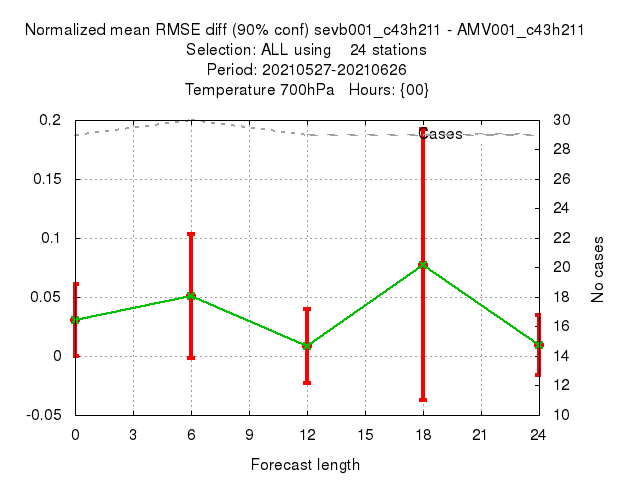 Normalized mean RMSE diff (90% conf) sevb001_c43h211 - AMV001_c43h211
Selection: ALL using 24 stations
Period: 20210527-20210626
Temperature 700hPa Hours: {00}
0.2
0.15
0.1
0.05
0
-0.05
Cases
30
28
26
24
22
20
18
16
14
12
10
No cases
0 3 6 9 12 15 18 21 24
Forecast length